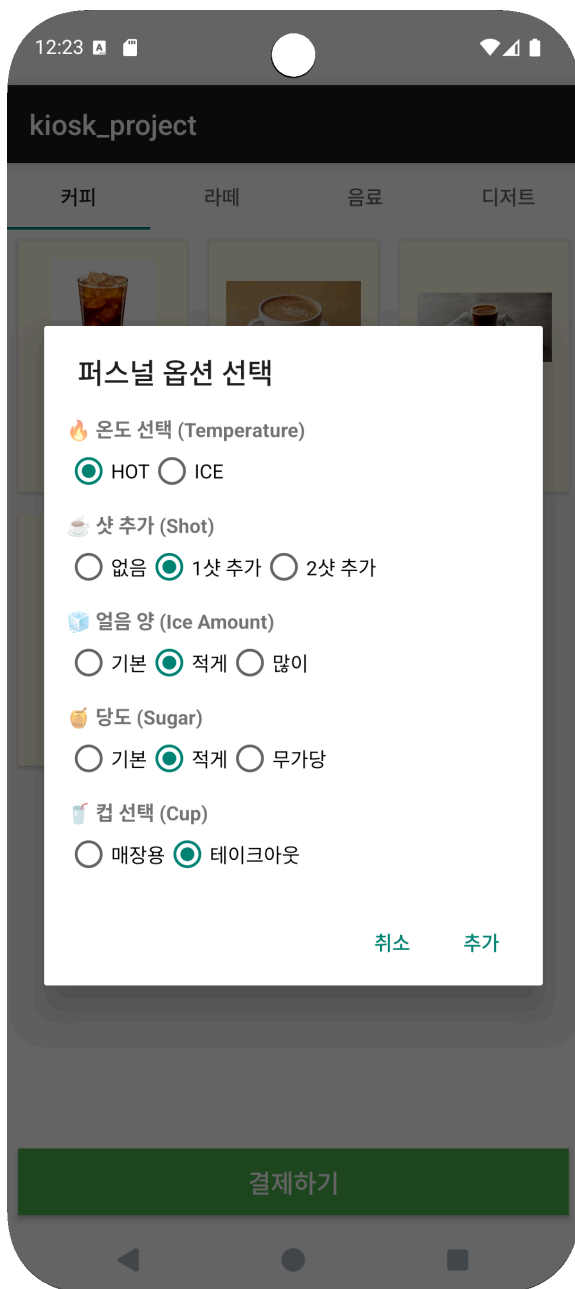 12:23
kiosk_project
커피 라떼 음료 디저트
퍼스널 옵션 선택
🔥 온도 선택 (Temperature)
HOT ICE
☕ 샷 추가 (Shot)
없음 1샷 추가 2샷 추가
🧊 얼음 양 (Ice Amount)
기본 적게 많이
🍯 당도 (Sugar)
기본 적게 무가당
🥤 컵 선택 (Cup)
매장용 테이크아웃
취소 추가
결제하기